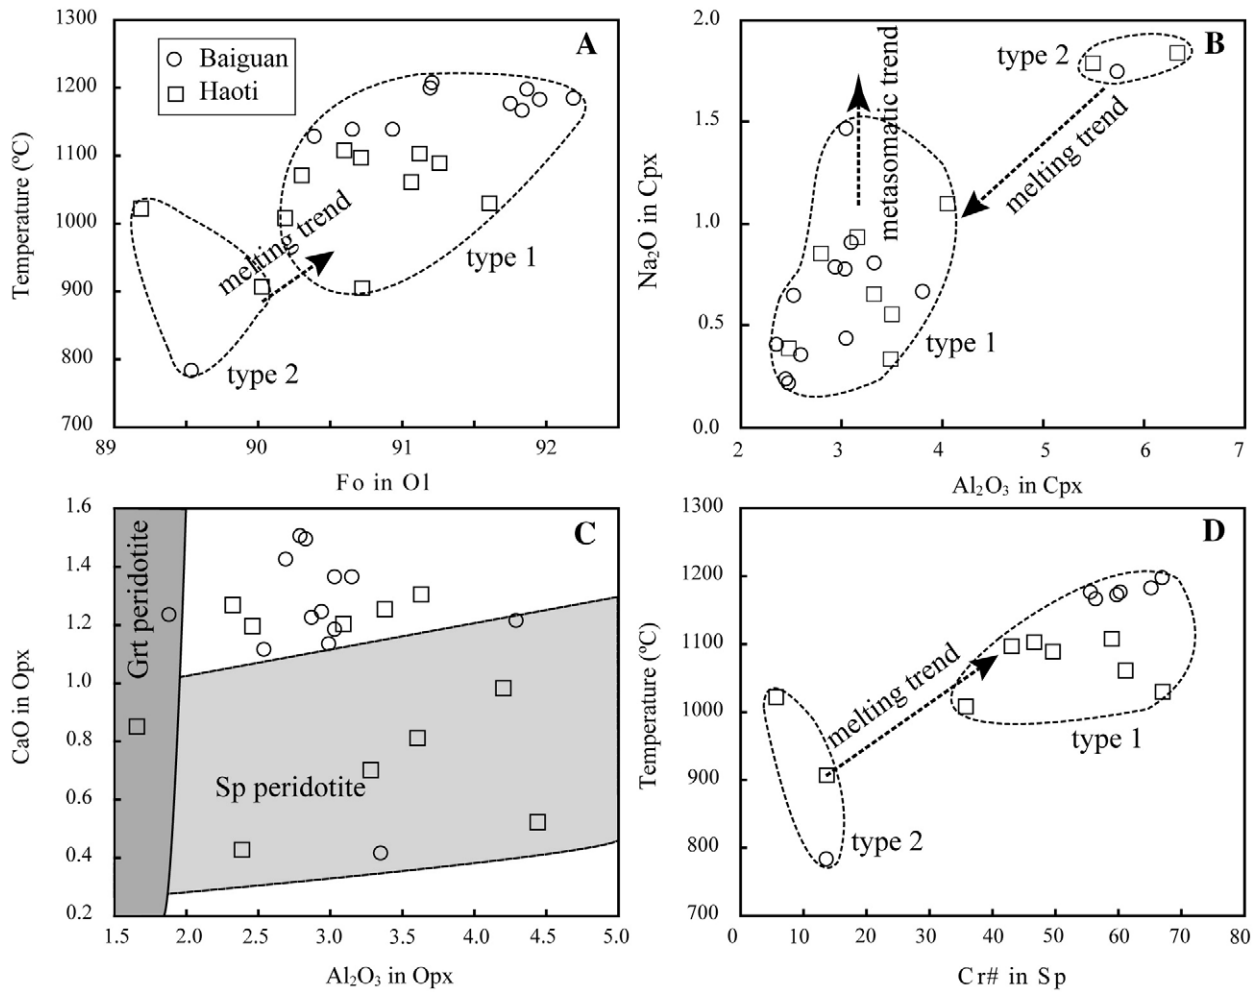 A
Baiguan
Haoti
1300
1200
1100
1000
900
800
700
Temperature (ºC)
melting trend
type 1
type 2
89
90
91
92
Fo in Ol
B
2.0
1.5
1.0
0.5
0.0
Na₂O in Cpx
type 2
metasomatic trend
melting trend
type 1
2
3
4
5
6
7
Al₂O₃ in Cpx
C
1.6
1.4
1.2
1.0
0.8
0.6
0.4
0.2
CaO in Opx
Grt peridotite
Sp peridotite
1.5
2.0
2.5
3.0
3.5
4.0
4.5
5.0
Al₂O₃ in Opx
D
1300
1200
1100
1000
900
800
700
Temperature (ºC)
melting trend
type 1
type 2
0
10
20
30
40
50
60
70
80
Cr# in Sp